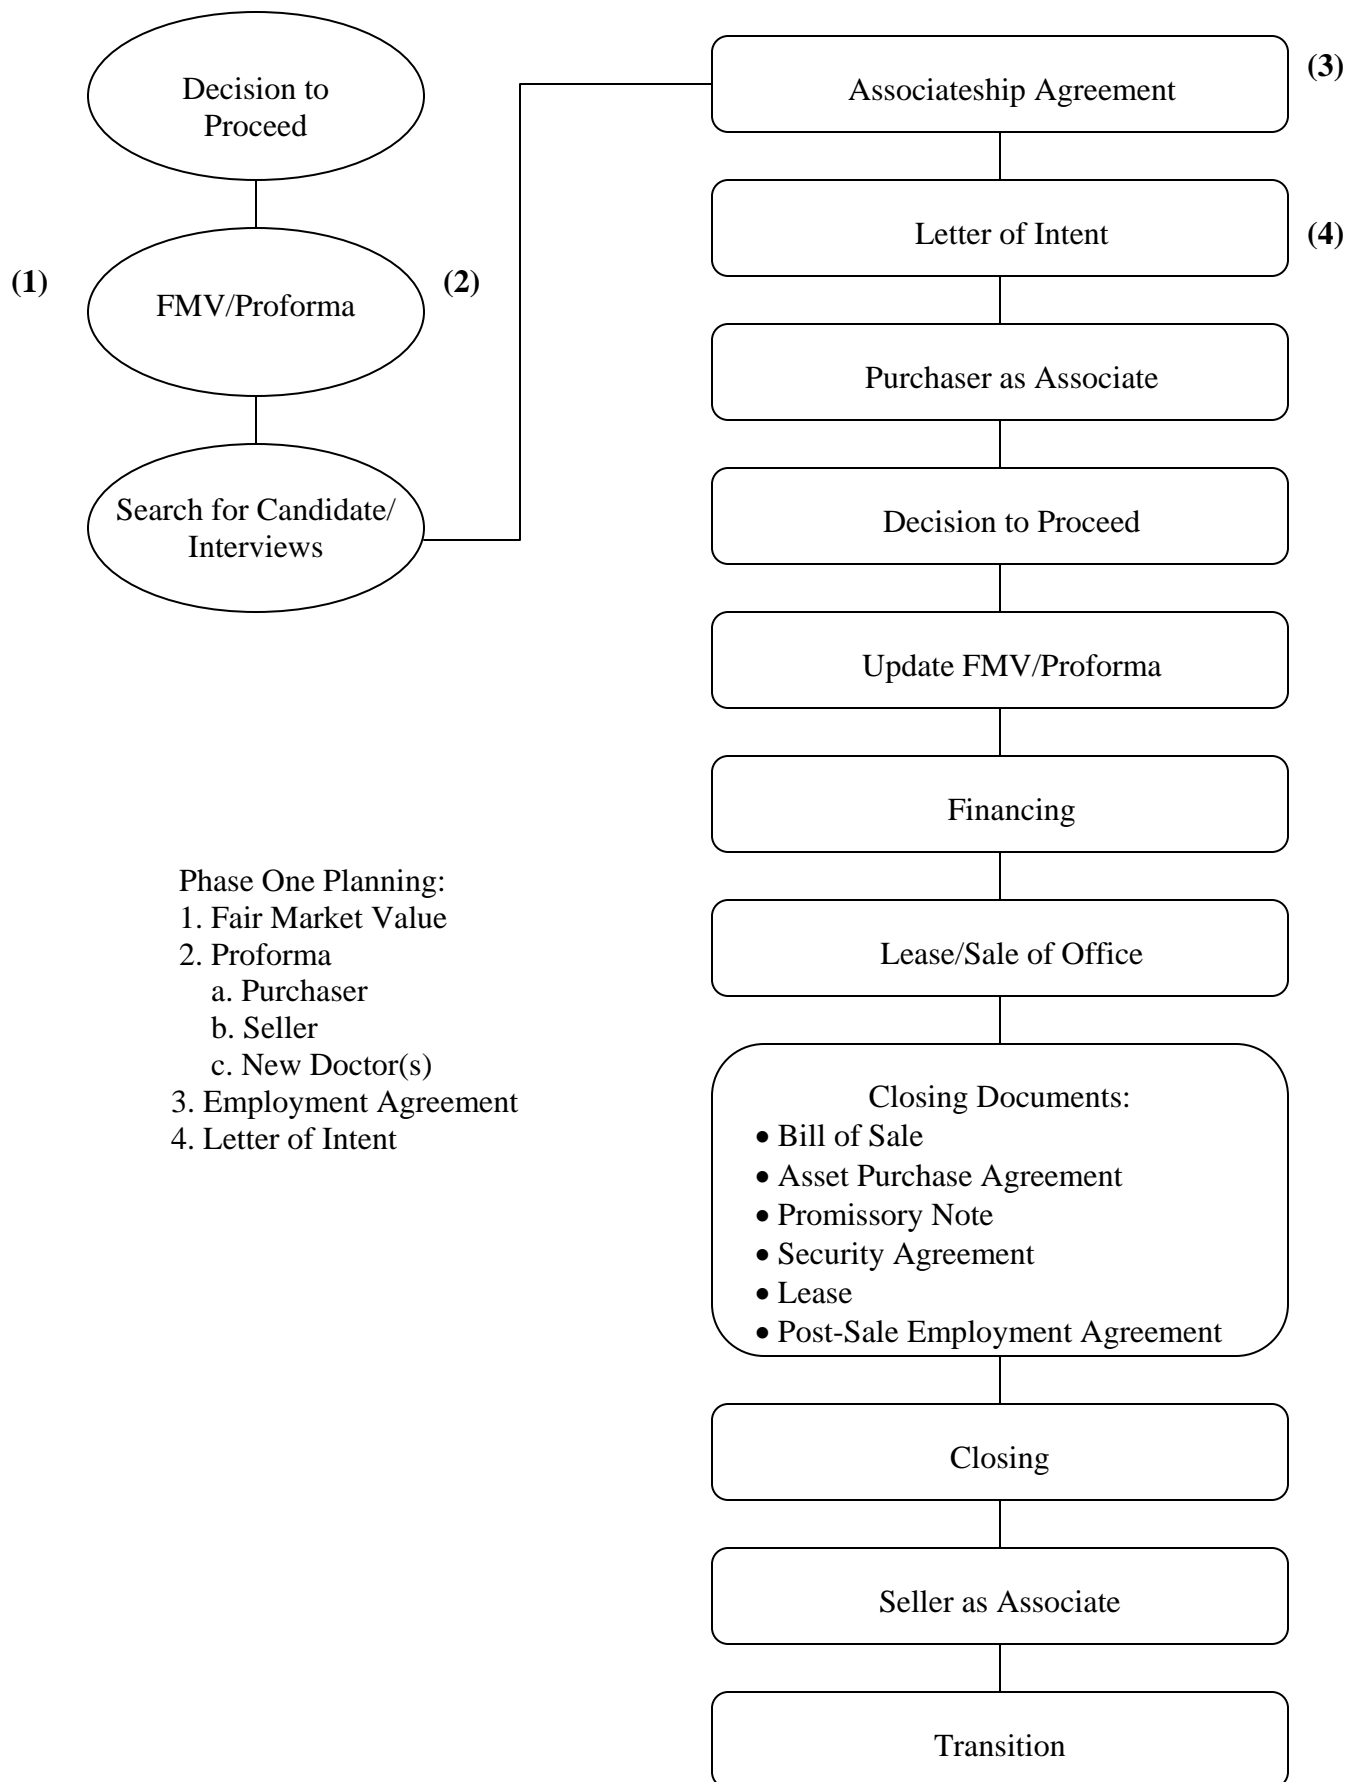 Decision to
Proceed
(1)
FMV/Proforma
(2)
Search for Candidate/
Interviews
Associateship Agreement
(3)
Letter of Intent
(4)
Purchaser as Associate
Decision to Proceed
Update FMV/Proforma
Financing
Lease/Sale of Office
Closing Documents:
• Bill of Sale
• Asset Purchase Agreement
• Promissory Note
• Security Agreement
• Lease
• Post-Sale Employment Agreement
Closing
Seller as Associate
Transition
Phase One Planning:
1. Fair Market Value
2. Proforma
a. Purchaser
b. Seller
c. New Doctor(s)
3. Employment Agreement
4. Letter of Intent